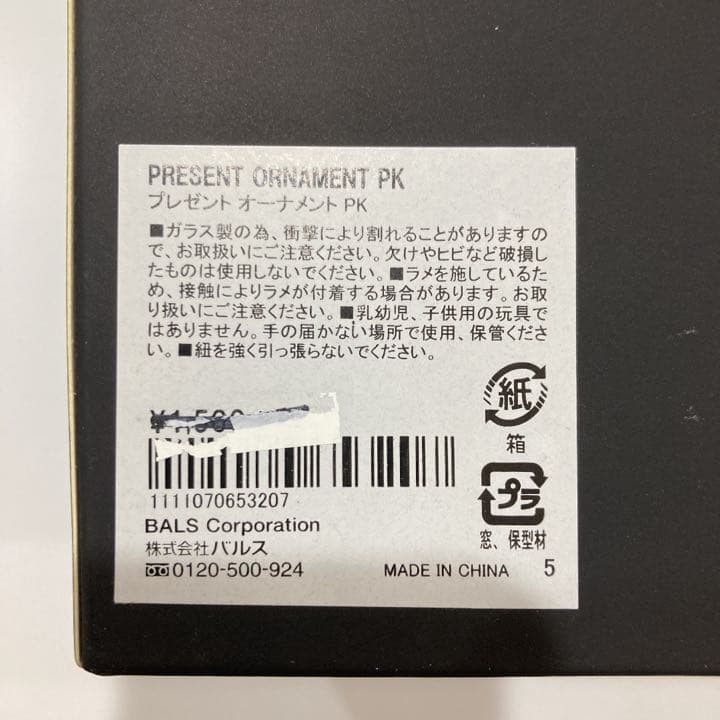 PRESENT ORNAMENT PK
プレゼント オーナメント PK
■ガラス製の為、衝撃により割れることがありますの
で、お取扱いにご注意ください。欠けやヒビなど破損し
たものは使用しないでください。■ラメを施しているた
め、接触によりラメが付着する場合があります。お取
り扱いにご注意ください。■乳幼児、子供用の玩具で
はありません。手の届かない場所で使用、保管くださ
い。■紐を強く引っ張らないでください。
紙
箱
1111070653207
プラ
BALS Corporation
窓、保型材
株式会社バルス
0120-500-924 MADE IN CHINA 5